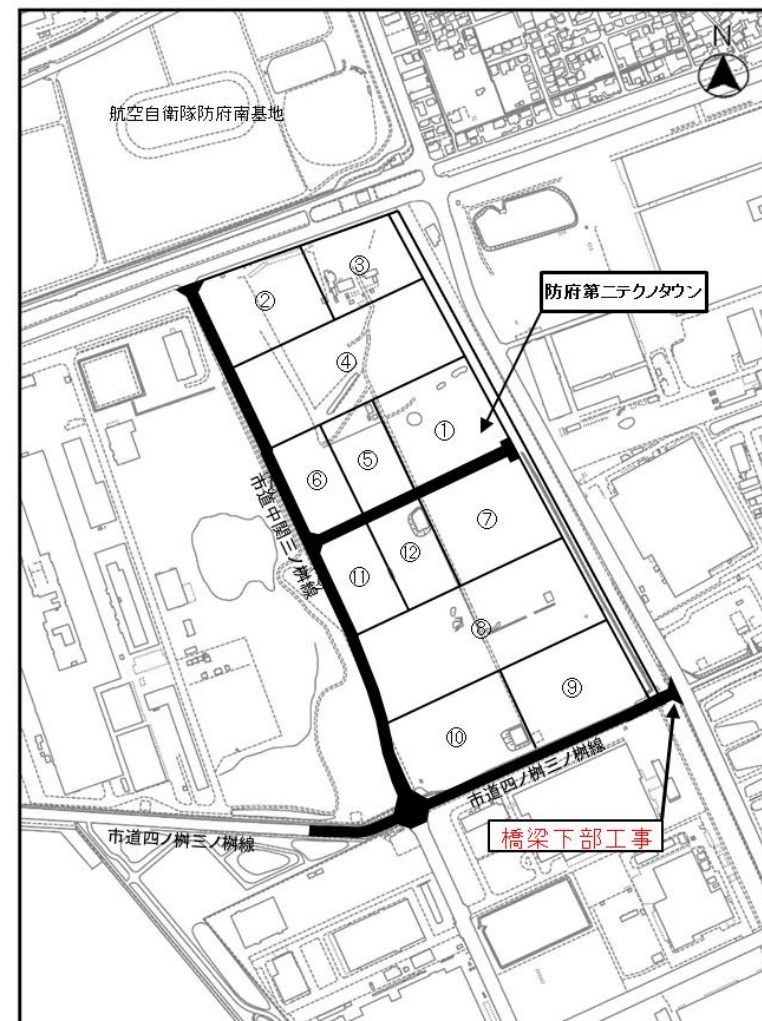 N
航空自衛隊防府南基地
③
②
防府第二テクノタウン
④
①
⑤
⑥
市道中関三ノ桝線
⑦
⑫
⑪
⑧
⑨
⑩
市道四ノ桝三ノ桝線
橋梁下部工事
市道四ノ桝三ノ桝線